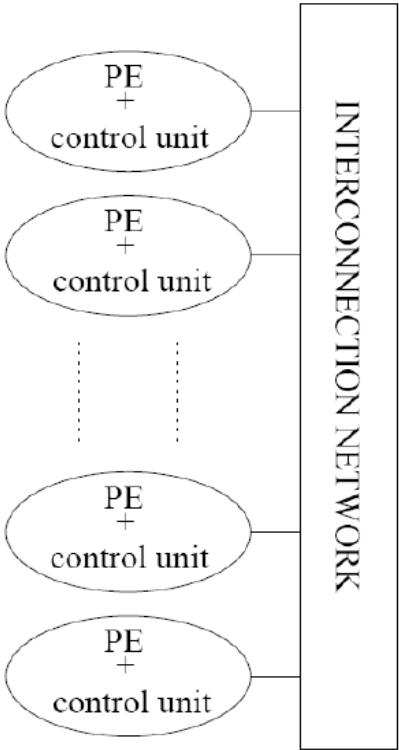 PE
+
control unit
PE
+
control unit
PE
+
control unit
PE
+
control unit
INTERCONNECTION NETWORK